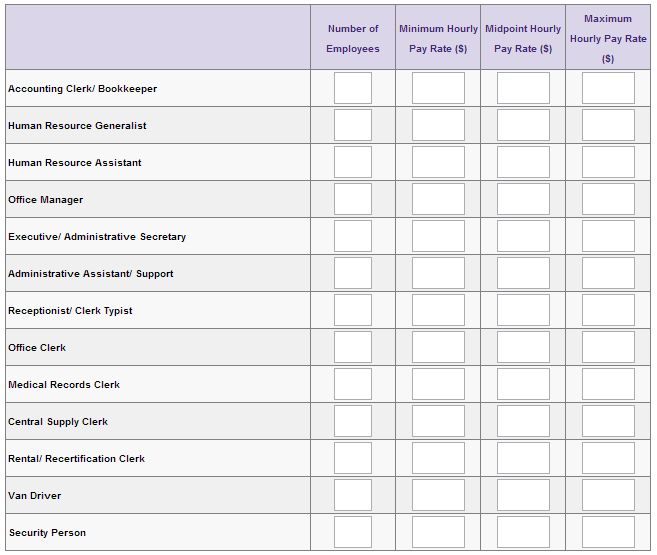 Number of
Employees
Minimum Hourly
Pay Rate ($)
Midpoint Hourly
Pay Rate ($)
Maximum
Hourly Pay Rate
($)
Accounting Clerk/ Bookkeeper
Human Resource Generalist
Human Resource Assistant
Office Manager
Executive/ Administrative Secretary
Administrative Assistant/ Support
Receptionist/ Clerk Typist
Office Clerk
Medical Records Clerk
Central Supply Clerk
Rental/ Recertification Clerk
Van Driver
Security Person